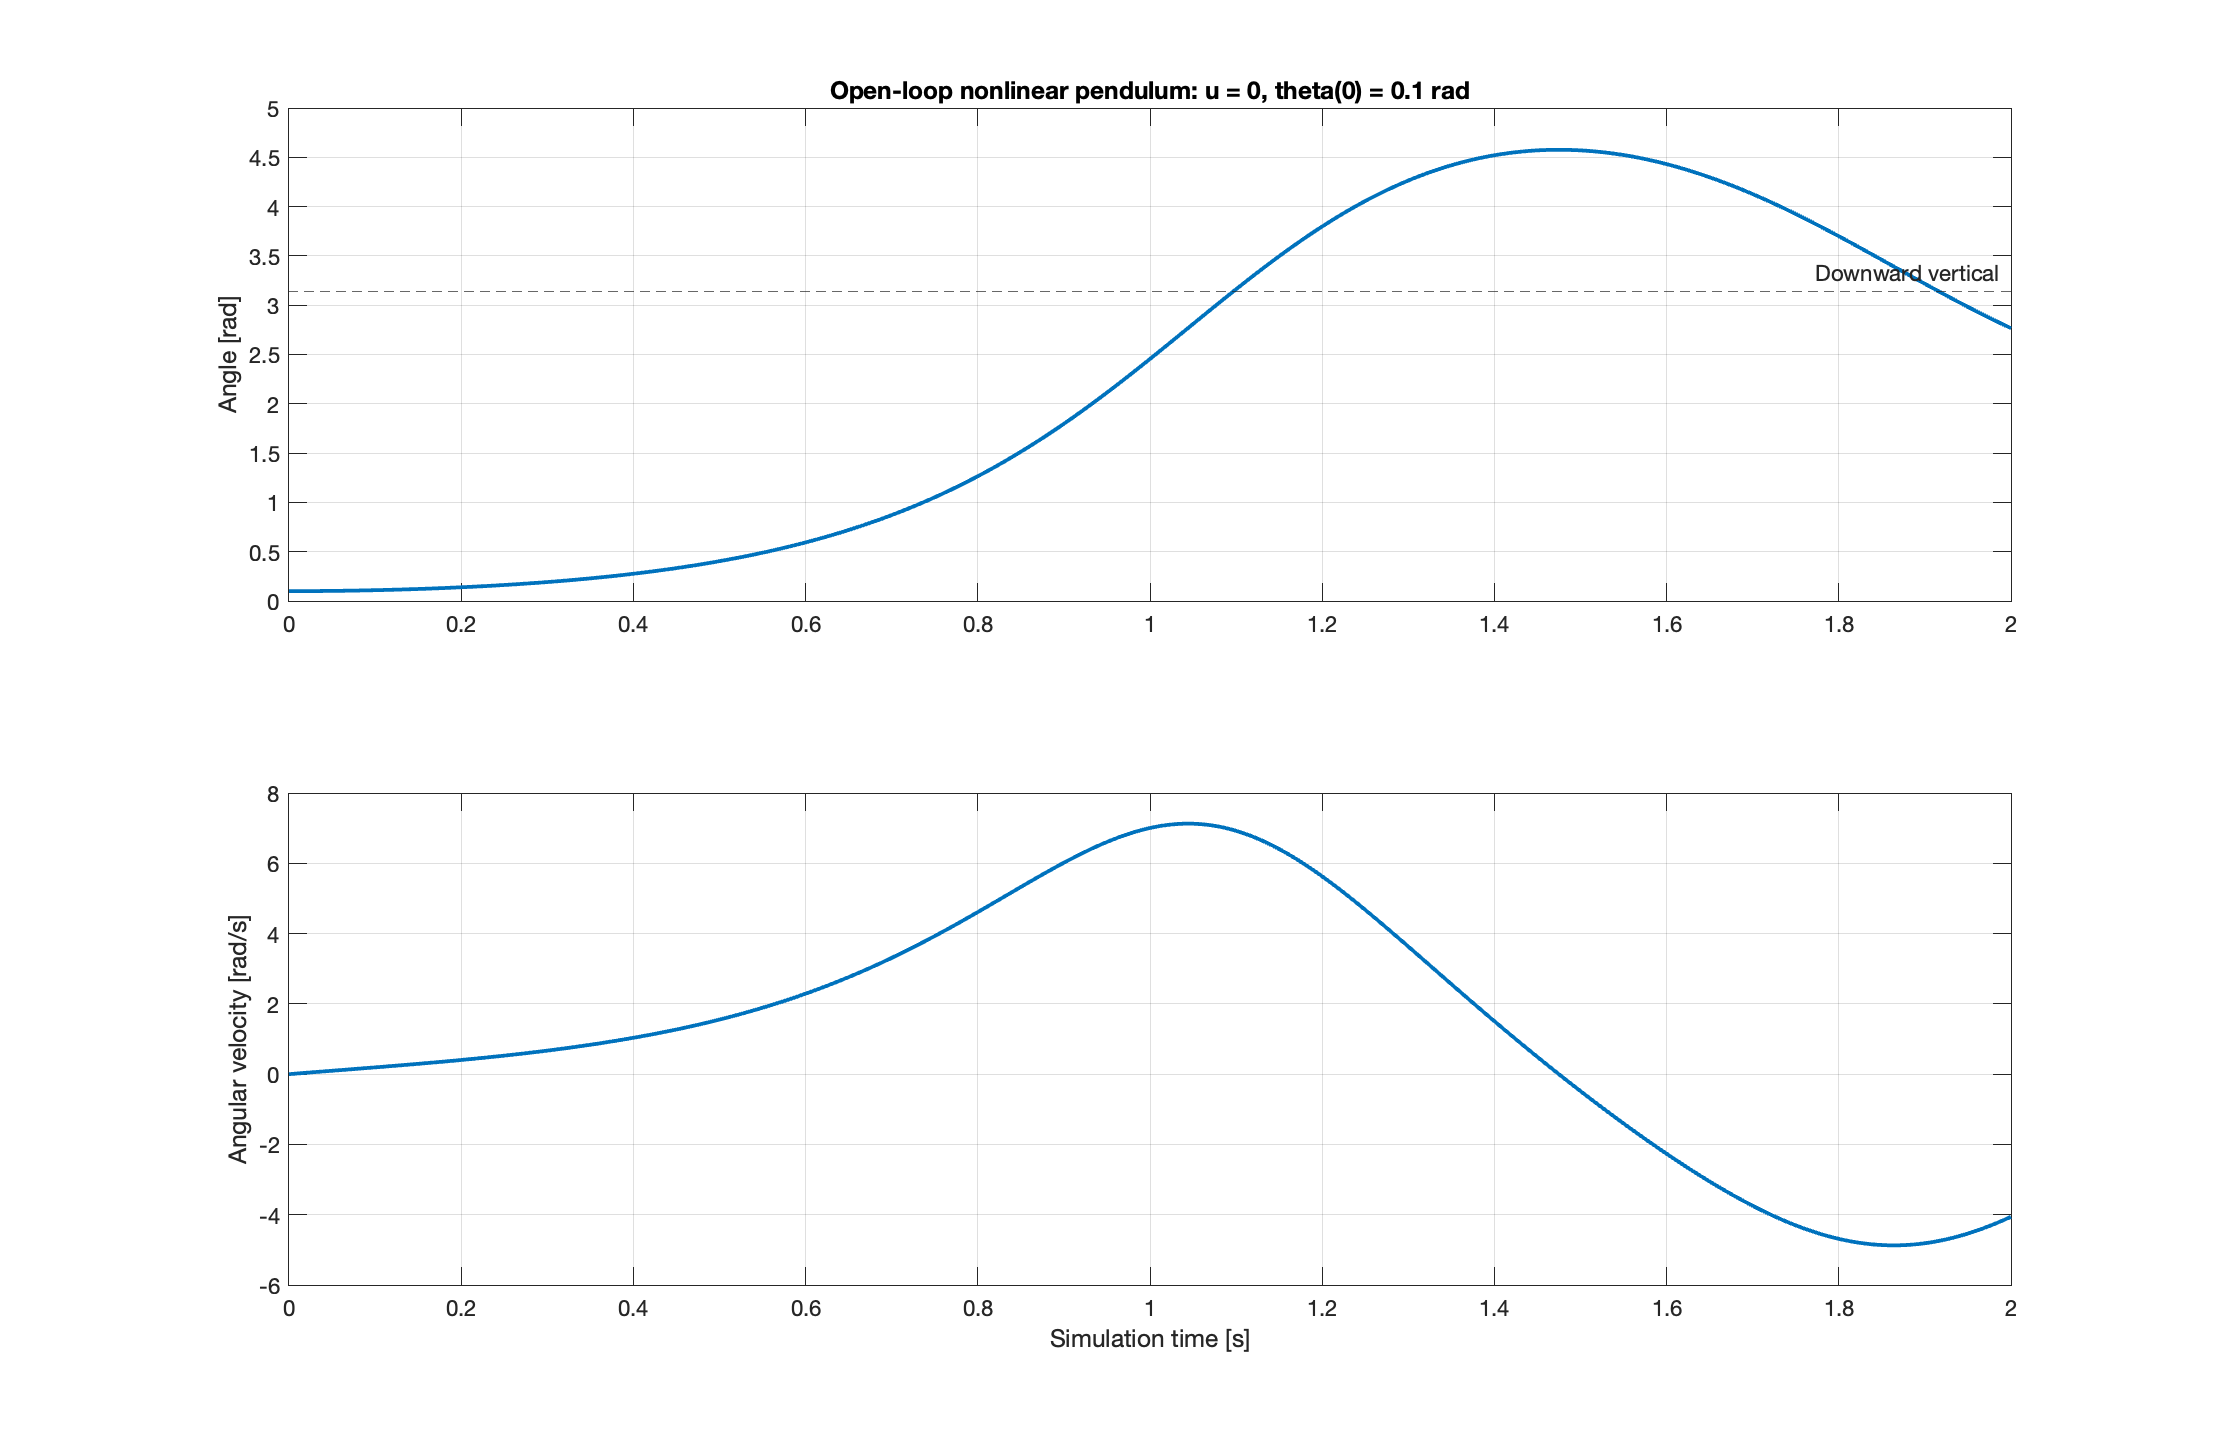 Open-loop nonlinear pendulum: u = 0, theta(0) = 0.1 rad
5
4.5
4
3.5
3
2.5
2
1.5
1
0.5
0
Angle [rad]
Downward vertical
0 0.2 0.4 0.6 0.8 1 1.2 1.4 1.6 1.8 2
8
6
4
2
0
-2
-4
-6
Angular velocity [rad/s]
0 0.2 0.4 0.6 0.8 1 1.2 1.4 1.6 1.8 2
Simulation time [s]